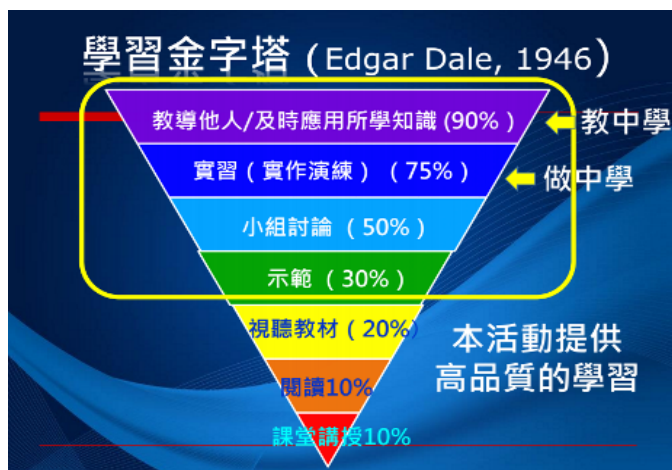 學習金字塔 (Edgar Dale, 1946)
教導他人/及時應用所學知識 (90% )
教中學
實習 ( 實作演練 ) ( 75% )
做中學
小組討論 ( 50% )
示範 ( 30% )
視聽教材 ( 20% )
本活動提供
高品質的學習
閱讀10%
課堂講授10%